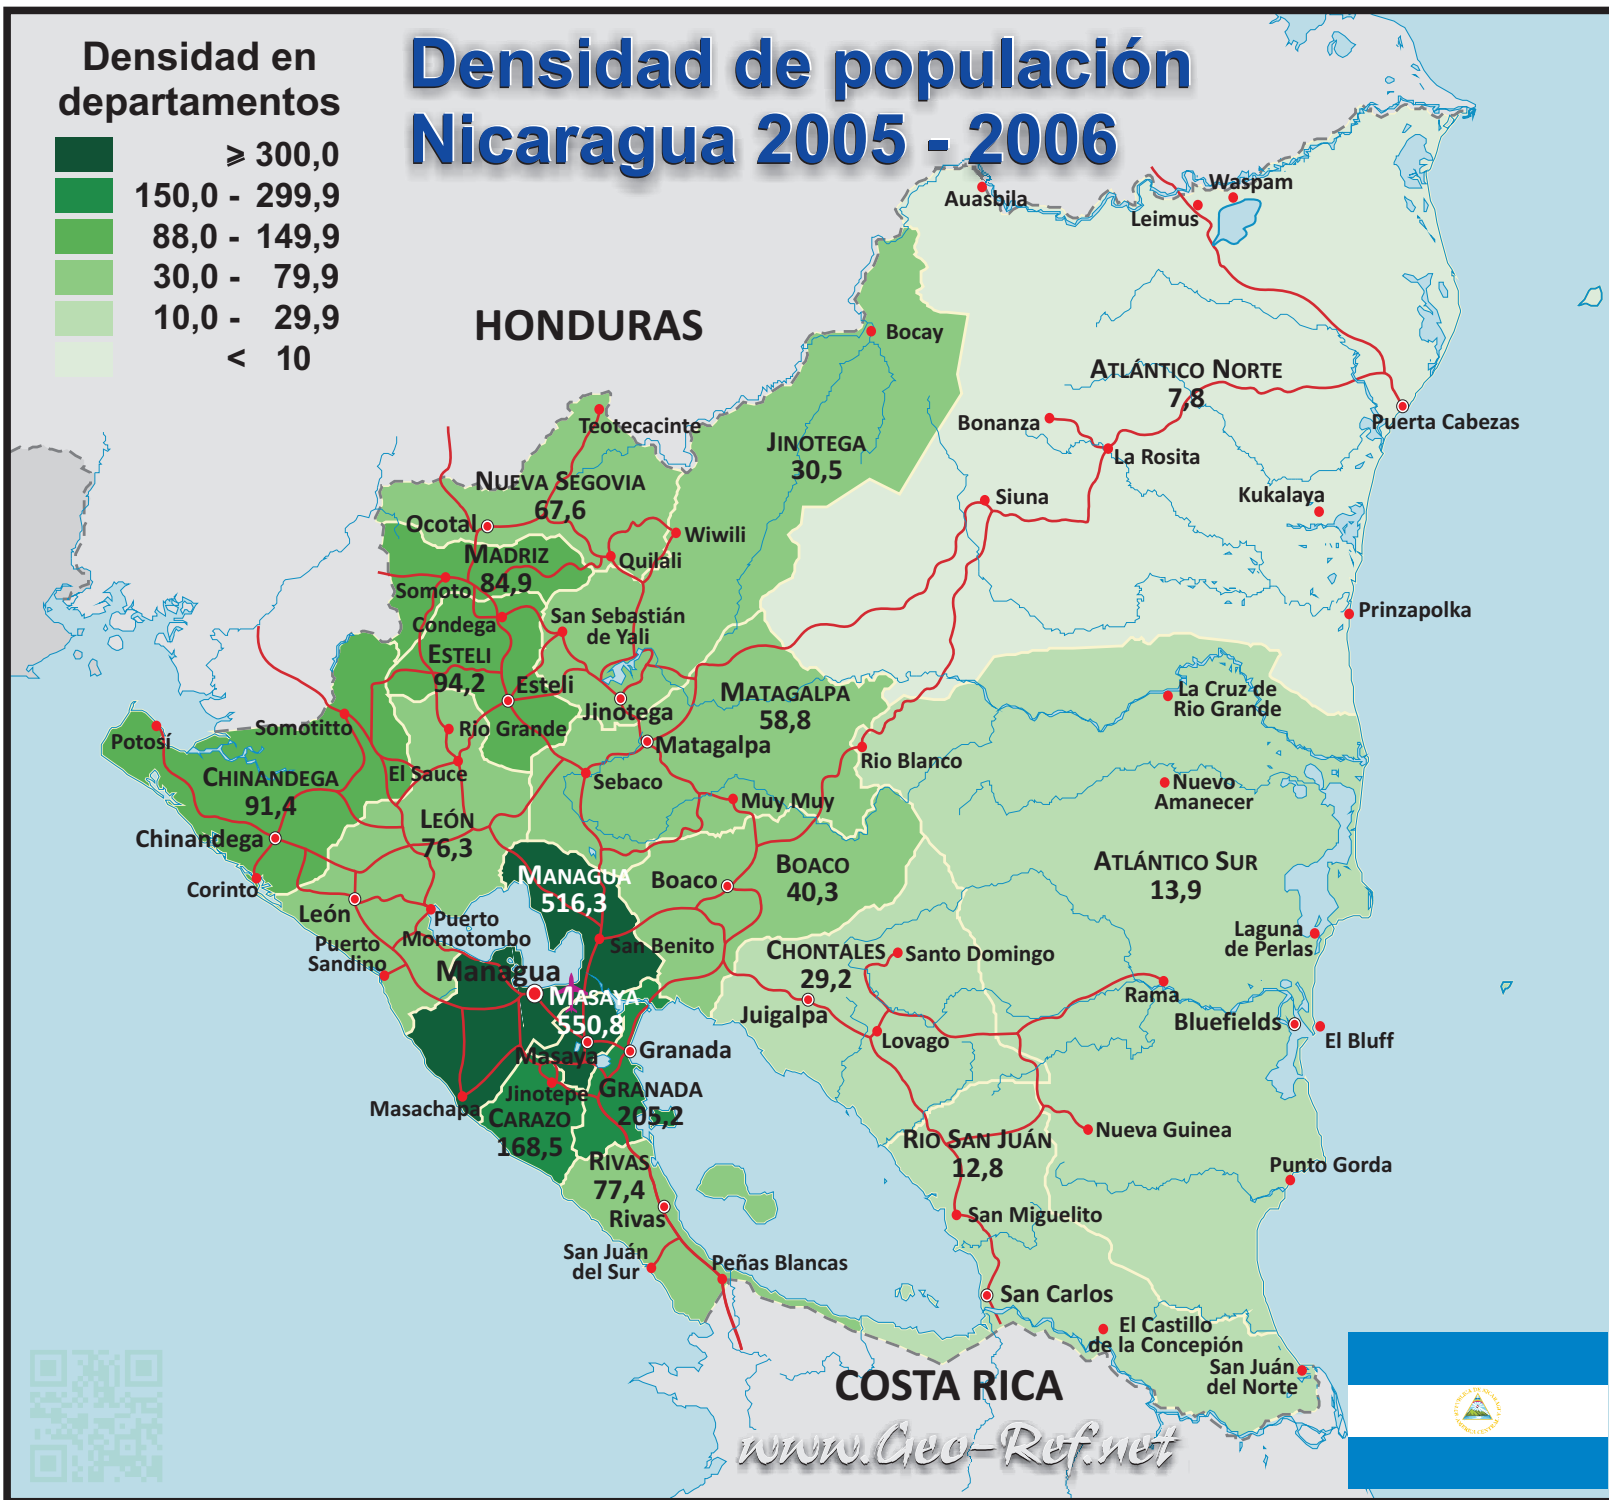 Densidad en
departamentos
⩾ 300,0
150,0 - 299,9
88,0 - 149,9
30,0 - 79,9
10,0 - 29,9
< 10
Densidad de populación
Nicaragua 2005 - 2006
HONDURAS
Auasbila
Waspam
Leimus
Bocay
ATLÁNTICO NORTE
7,8
Bonanza
La Rosita
Puerta Cabezas
Siuna
Kukalaya
Prinzapolka
Teotecacinte
JINOTEGA
30,5
NUEVA SEGOVIA
67,6
Ocotal
Wiwili
Quilali
MADRIZ
84,9
Somoto
Condega
San Sebastián
de Yali
ESTELI
94,2
Esteli
Jinotega
MATAGALPA
58,8
La Cruz de
Rio Grande
Potosí
Somotitto
Rio Grande
Matagalpa
Rio Blanco
CHINANDEGA
91,4
El Sauce
Sebaco
Muy Muy
Nuevo
Amanecer
Chinandega
LEÓN
76,3
Corinto
León
MANAGUA
516,3
Boaco
BOACO
40,3
ATLÁNTICO SUR
13,9
Puerto
Momotombo
Puerto
Sandino
San Benito
CHONTALES
29,2
Santo Domingo
Laguna
de Perlas
Managua
MASAYA
550,8
Juigalpa
Rama
Bluefields
El Bluff
Lovago
Masaya
Granada
Masachapa
Jinotepe
GRANADA
205,2
CARAZO
168,5
RIO SAN JUÁN
12,8
Nueva Guinea
Punto Gorda
RIVAS
77,4
Rivas
San Miguelito
San Juán
del Sur
Peñas Blancas
San Carlos
El Castillo
de la Concepión
San Juán
del Norte
COSTA RICA
www.Geo-Ref.net